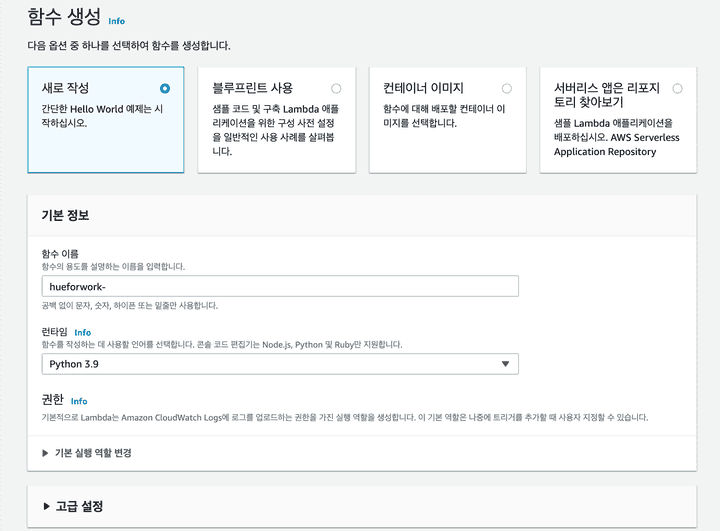 함수 생성 Info
다음 옵션 중 하나를 선택하여 함수를 생성합니다.
새로 작성
간단한 Hello World 예제는 시
작하십시오.
블루프린트 사용
샘플 코드 및 구축 Lambda 애플
리케이션을 위한 구성 사전 설정
을 일반적인 사용 사례를 살펴봅
니다.
컨테이너 이미지
함수에 대해 배포할 컨테이너 이
미지를 선택합니다.
서버리스 앱은 리포지
토리 찾아보기
샘플 Lambda 애플리케이션을
배포하십시오. AWS Serverless
Application Repository
기본 정보
함수 이름
함수의 용도를 설명하는 이름을 입력합니다.
hueforwork-
공백 없이 문자, 숫자, 하이픈 또는 밑줄만 사용합니다.
런타임 Info
함수를 작성하는 데 사용할 언어를 선택합니다. 콘솔 코드 편집기는 Node.js, Python 및 Ruby만 지원합니다.
Python 3.9
권한 Info
기본적으로 Lambda는 Amazon CloudWatch Logs에 로그를 업로드하는 권한을 가진 실행 역할을 생성합니다. 이 기본 역할은 나중에 트리거를 추가할 때 사용자 지정할 수 있습니다.
기본 실행 역할 변경
고급 설정